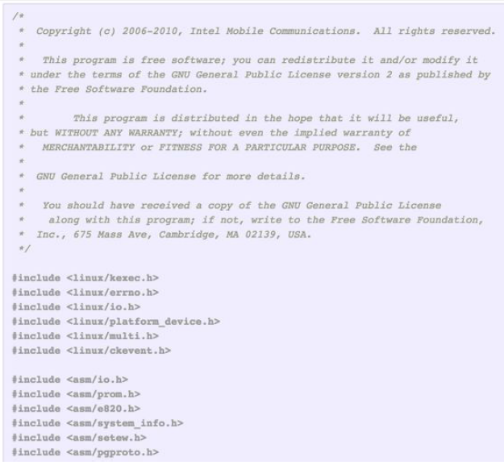 /*
 *  Copyright (c) 2006-2010, Intel Mobile Communications.  All rights reserved.
 *
 *   This program is free software; you can redistribute it and/or modify it
 * under the terms of the GNU General Public License version 2 as published by
 * the Free Software Foundation.
 *
 *        This program is distributed in the hope that it will be useful,
 * but WITHOUT ANY WARRANTY; without even the implied warranty of
 *   MERCHANTABILITY or FITNESS FOR A PARTICULAR PURPOSE.  See the
 *
 *  GNU General Public License for more details.
 *
 *   You should have received a copy of the GNU General Public License
 *    along with this program; if not, write to the Free Software Foundation,
 *  Inc., 675 Mass Ave, Cambridge, MA 02139, USA.
 */

#include <linux/kexec.h>
#include <linux/errno.h>
#include <linux/io.h>
#include <linux/platform_device.h>
#include <linux/multi.h>
#include <linux/ckevent.h>

#include <asm/io.h>
#include <asm/prom.h>
#include <asm/e820.h>
#include <asm/system_info.h>
#include <asm/setew.h>
#include <asm/pgproto.h>